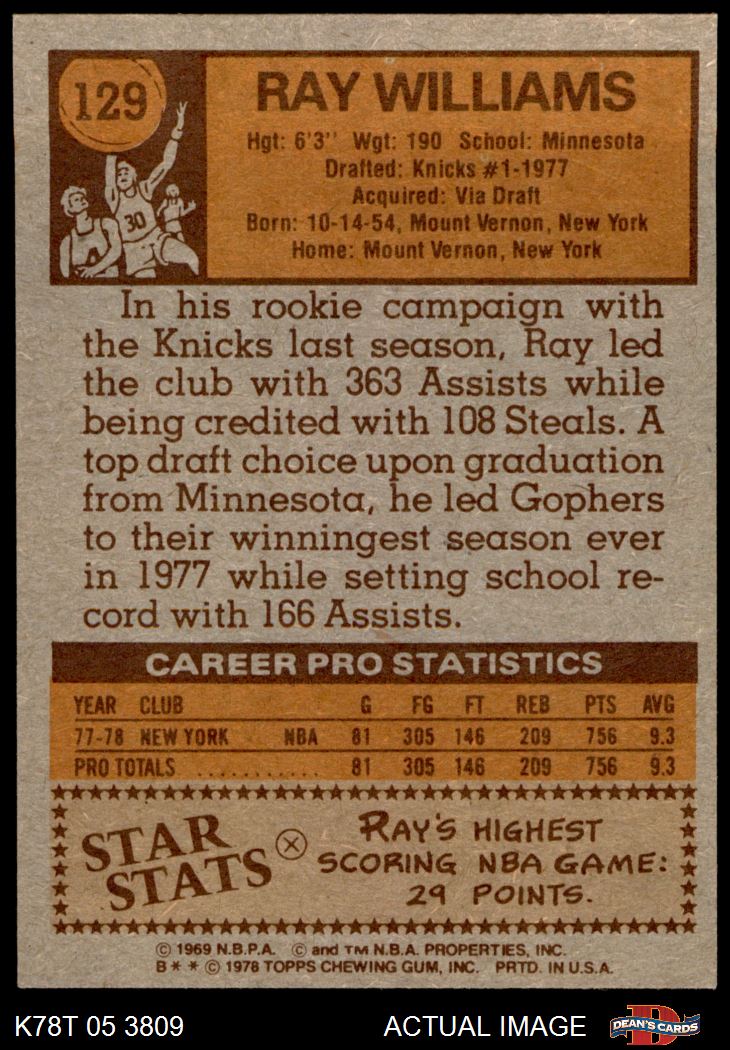 129
RAY WILLIAMS
Hgt: 6'3" Wgt: 190 School: Minnesota
Drafted: Knicks #1-1977
Acquired: Via Draft
Born: 10-14-54, Mount Vernon, New York
Home: Mount Vernon, New York
30
In his rookie campaign with
the Knicks last season, Ray led
the club with 363 Assists while
being credited with 108 Steals. A
top draft choice upon graduation
from Minnesota, he led Gophers
to their winningest season ever
in 1977 while setting school re-
cord with 166 Assists.
CAREER PRO STATISTICS
YEAR CLUB G FG FT REB PTS AVG
77-78 NEW YORK NBA 81 305 146 209 756 9.3
PRO TOTALS ........... 81 305 146 209 756 9.3
STAR
STATS
RAY'S HIGHEST
SCORING NBA GAME:
29 POINTS.
© 1969 N.B.P.A. © and TM N.B.A. PROPERTIES, INC.
B * * © 1978 TOPPS CHEWING GUM, INC. PRTD. IN U.S.A.
K78T 05 3809 ACTUAL IMAGE
D
DEAN'S CARDS